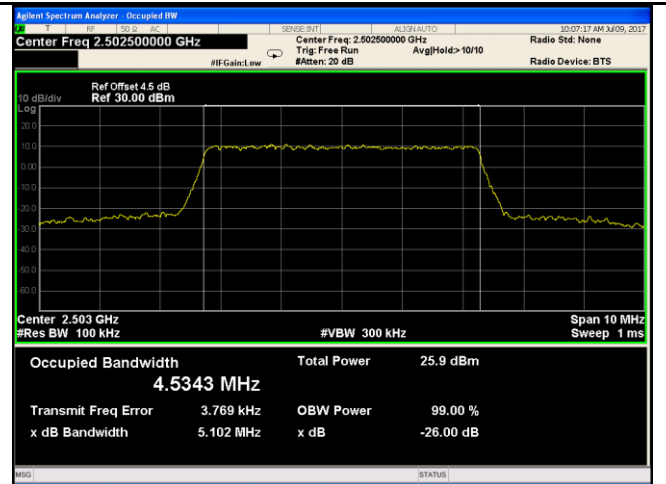 Agilent Spectrum Analyzer - Occupied BW
T RF 50 Ω AC SENSE:INT ALIGN AUTO 10:07:17 AM Jul 09, 2017
Center Freq 2.502500000 GHz Center Freq: 2.502500000 GHz Radio Std: None
Trig: Free Run Avg|Hold:> 10/10
#IFGain:Low #Atten: 20 dB Radio Device: BTS
Ref Offset 4.5 dB
10 dB/div Ref 30.00 dBm
Log
20.0
10.0
0.00
-10.0
-20.0
-30.0
-40.0
-50.0
-60.0
Center 2.503 GHz Span 10 MHz
#Res BW 100 kHz #VBW 300 kHz Sweep 1 ms
Occupied Bandwidth Total Power 25.9 dBm
4.5343 MHz
Transmit Freq Error 3.769 kHz OBW Power 99.00 %
x dB Bandwidth 5.102 MHz x dB -26.00 dB
MSG STATUS